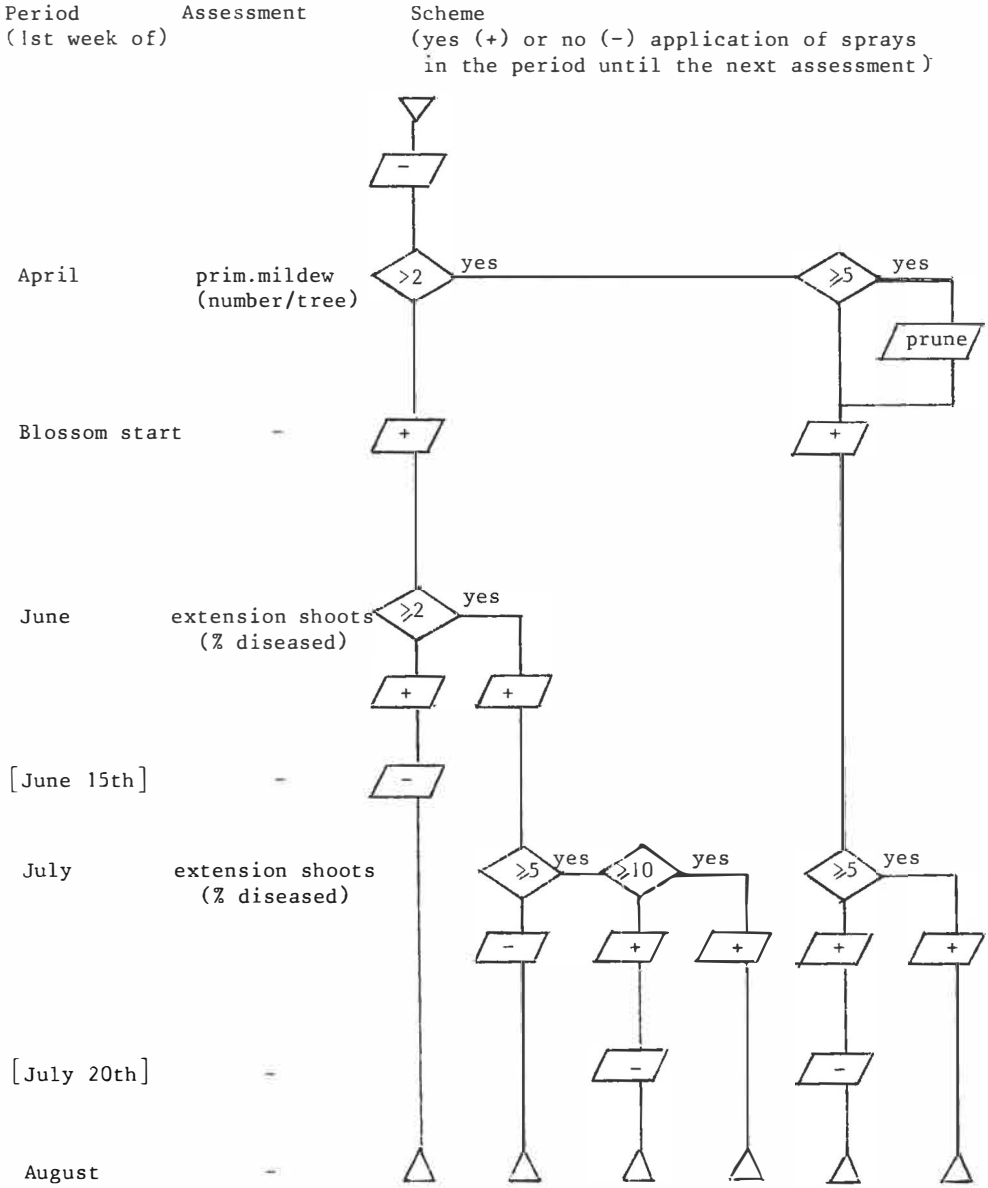 Period Assessment Scheme
(1st week of) (yes (+) or no (-) application of sprays
in the period until the next assessment)
-
April prim.mildew >2 yes ⩾5 yes
(number/tree)
prune
Blossom start - + +
June extension shoots ⩾2 yes
(% diseased)
+ +
[June 15th] - -
July extension shoots ⩾5 yes ⩾10 yes ⩾5 yes
(% diseased)
- + + + +
[July 20th] - - -
August -